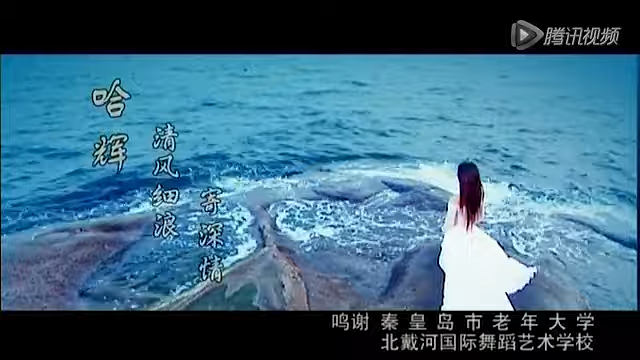 腾讯视频
哈辉
清风细浪
寄深情
鸣谢 秦皇岛市老年大学
北戴河国际舞蹈艺术学校